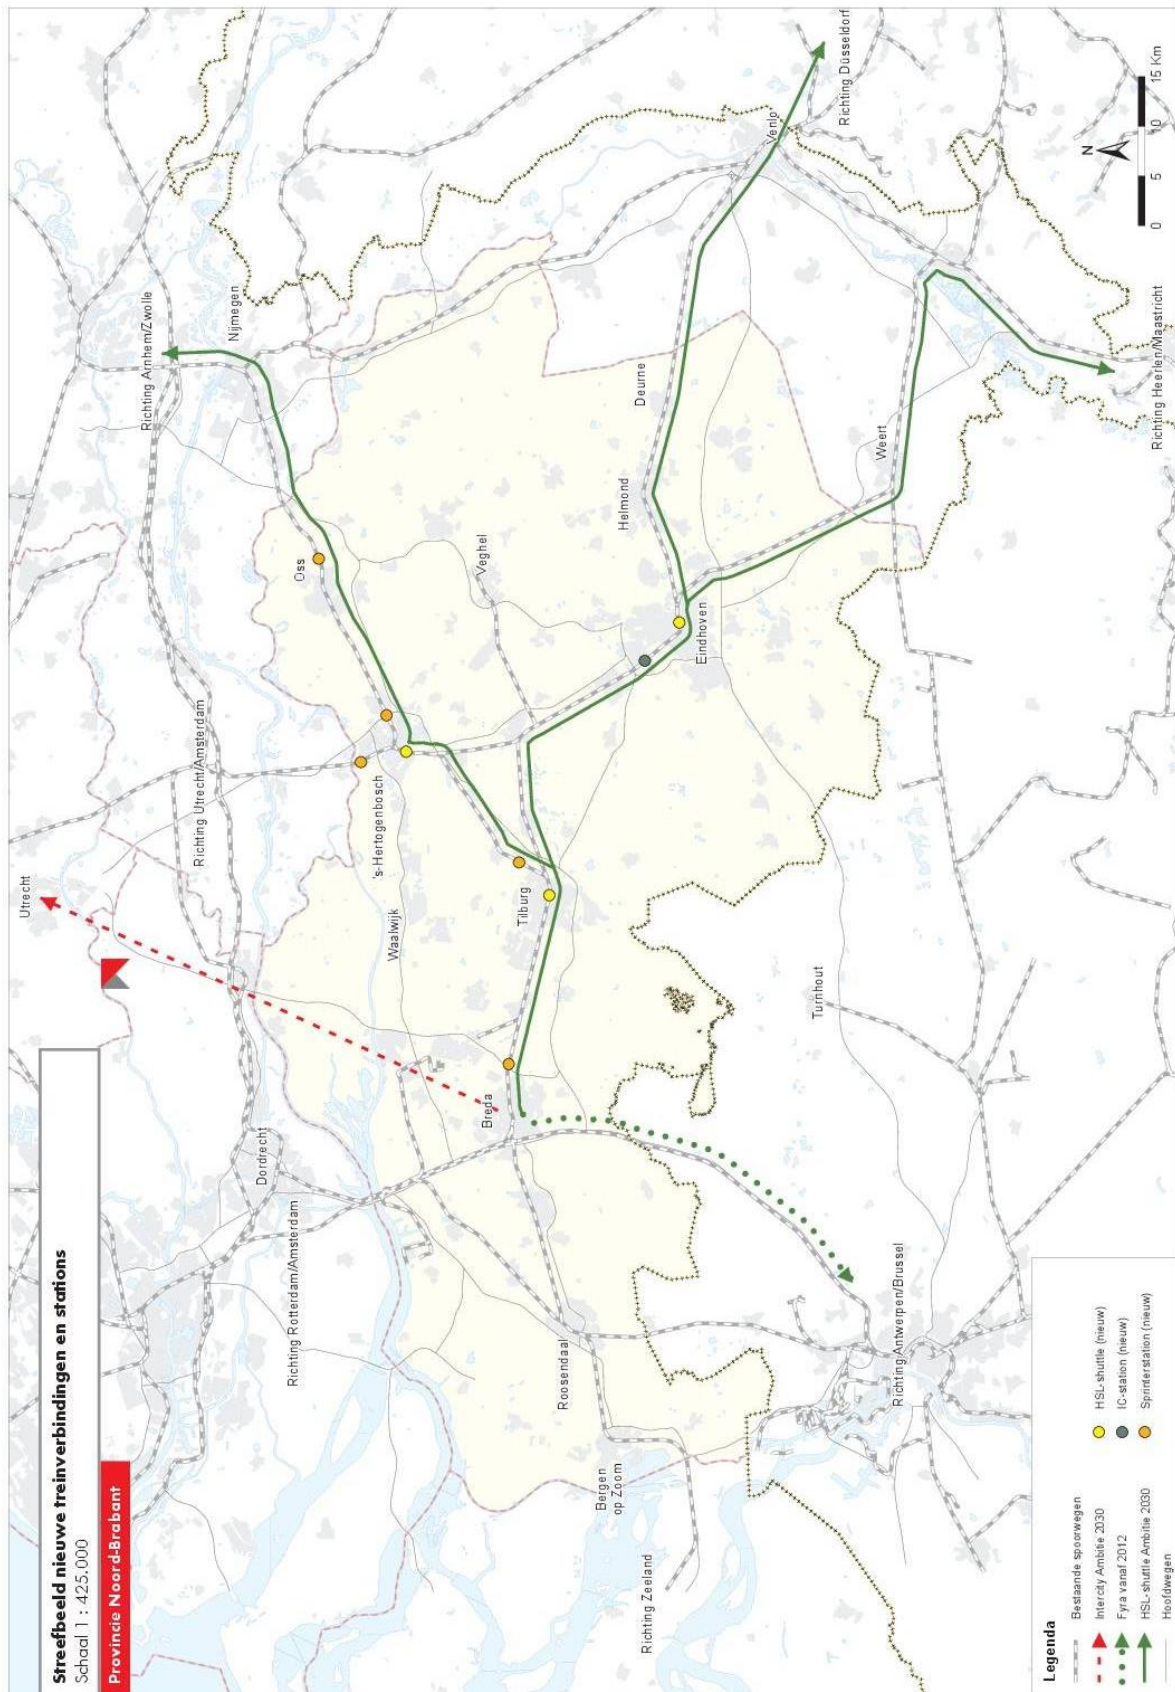 Streefbeeld nieuwe treinverbindingen en stations
Schaal 1 : 425.000
Provincie Noord-Brabant
Utrecht
Richting Utrecht/Amsterdam
Richting Arnhem/Zwolle
Nijmegen
Dordrecht
Richting Rotterdam/Amsterdam
Oss
's-Hertogenbosch
Waalwijk
Veghel
Breda
Tilburg
Roosendaal
Bergen
op Zoom
Richting Zeeland
Helmond
Deurne
Eindhoven
Venlo
Richting Düsseldorf
Weert
Turnhout
Richting Antwerpen/Brussel
Richting Heerlen/Maastricht
N
0
5
10
15 Km
Legenda
Bestaande spoorwegen
Intercity Ambitie 2030
Fyra vanaf 2012
HSL-shuttle Ambitie 2030
Hoofdwegen
HSL-shuttle (nieuw)
IC-station (nieuw)
Sprinterstation (nieuw)